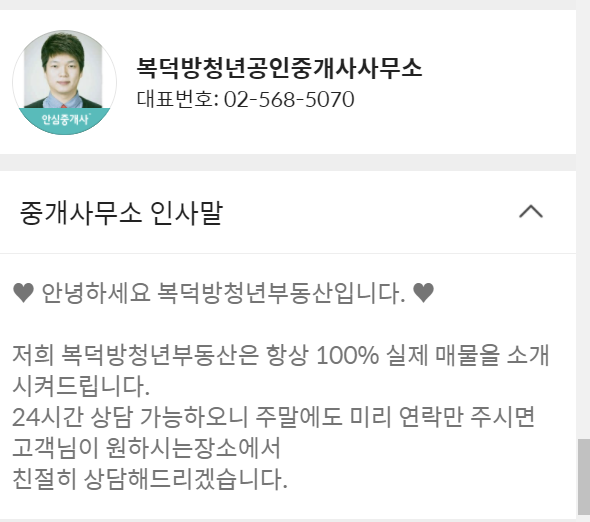 복덕방청년공인중개사사무소
대표번호: 02-568-5070
안심중개사
중개사무소 인사말
♥ 안녕하세요 복덕방청년부동산입니다. ♥
저희 복덕방청년부동산은 항상 100% 실제 매물을 소개
시켜드립니다.
24시간 상담 가능하오니 주말에도 미리 연락만 주시면
고객님이 원하시는장소에서
친절히 상담해드리겠습니다.